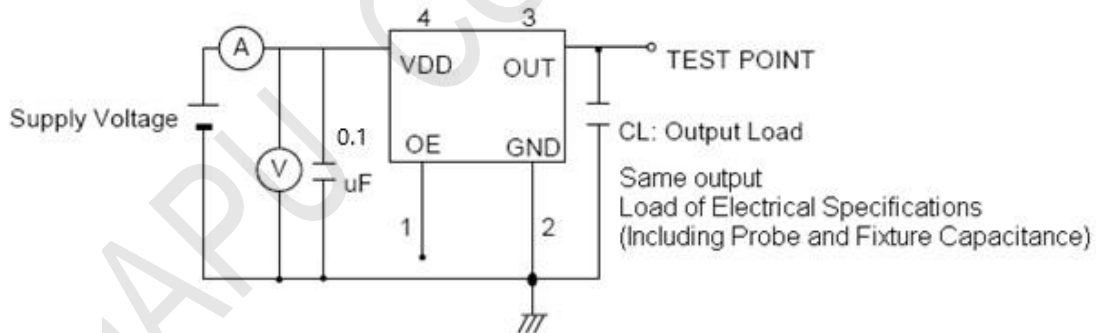 4 3
A
VDD OUT
TEST POINT
Supply Voltage
0.1
uF
V
OE GND
CL: Output Load
Same output
Load of Electrical Specifications
(Including Probe and Fixture Capacitance)
1 2